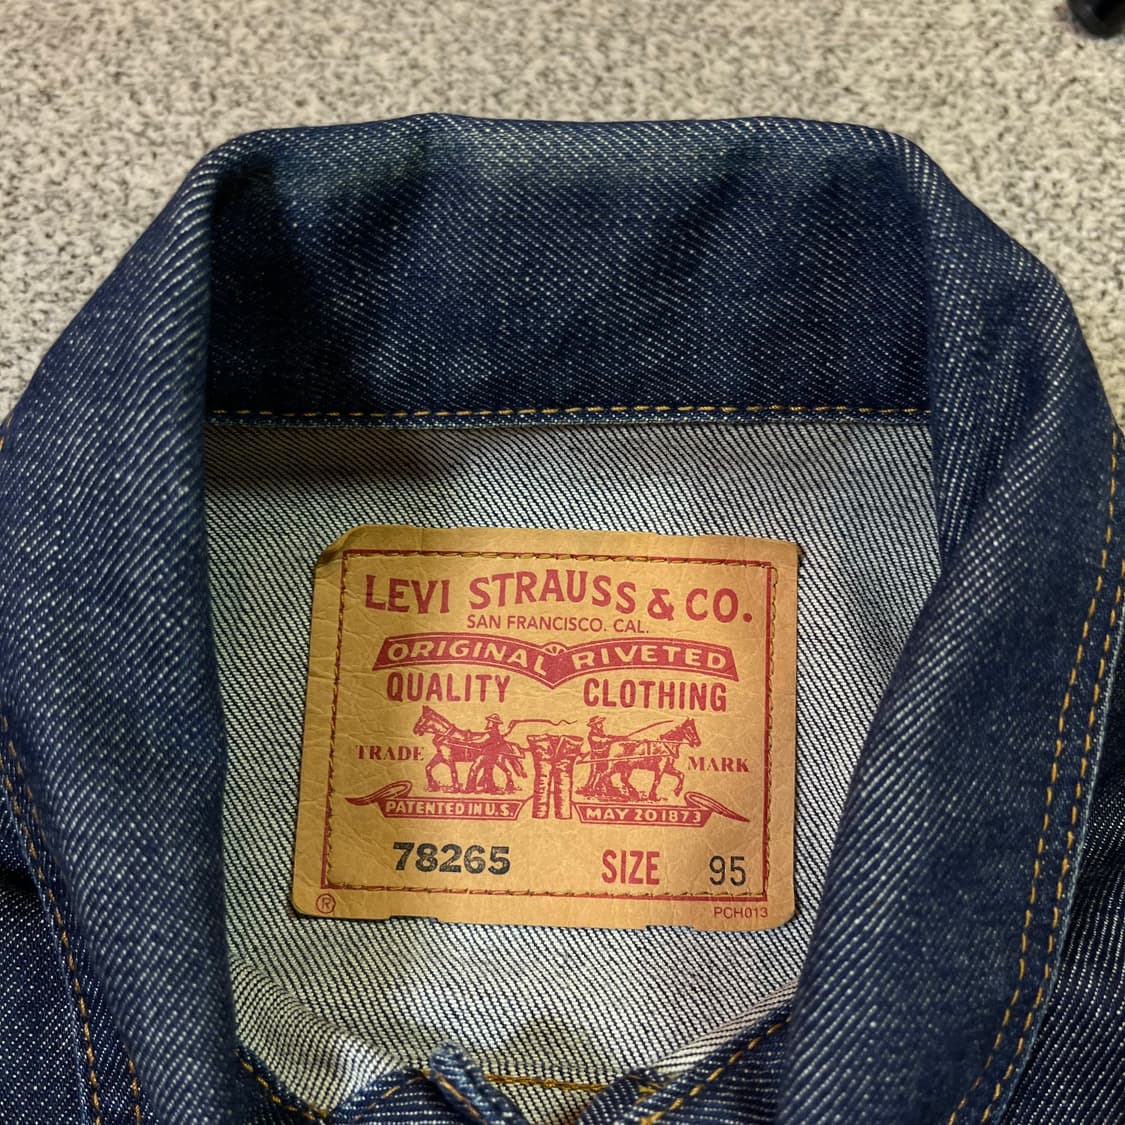 LEVI STRAUSS & CO.
SAN FRANCISCO. CAL.
ORIGINAL RIVETED
QUALITY CLOTHING
TRADE MARK
PATENTED IN U.S. MAY 20 1873
78265 SIZE 95
® PCH013